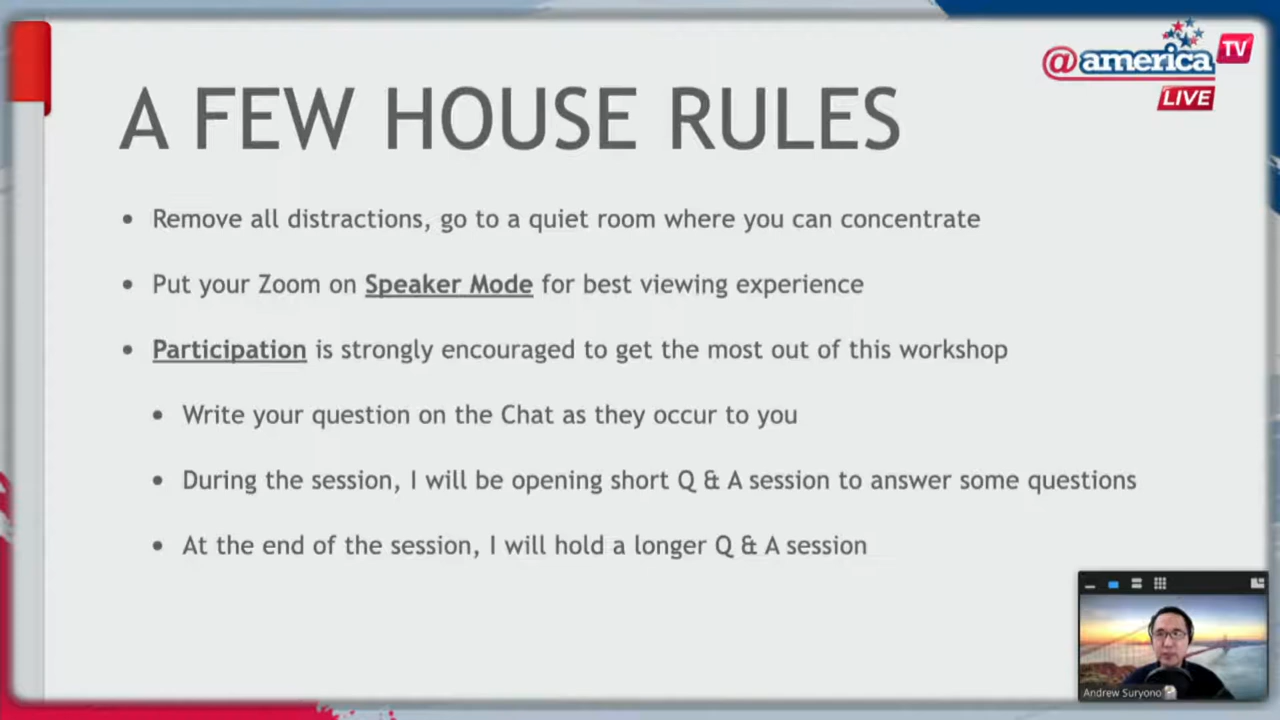 @america TV
LIVE
A FEW HOUSE RULES
• Remove all distractions, go to a quiet room where you can concentrate
• Put your Zoom on Speaker Mode for best viewing experience
• Participation is strongly encouraged to get the most out of this workshop
• Write your question on the Chat as they occur to you
• During the session, I will be opening short Q & A session to answer some questions
• At the end of the session, I will hold a longer Q & A session
Andrew Suryono